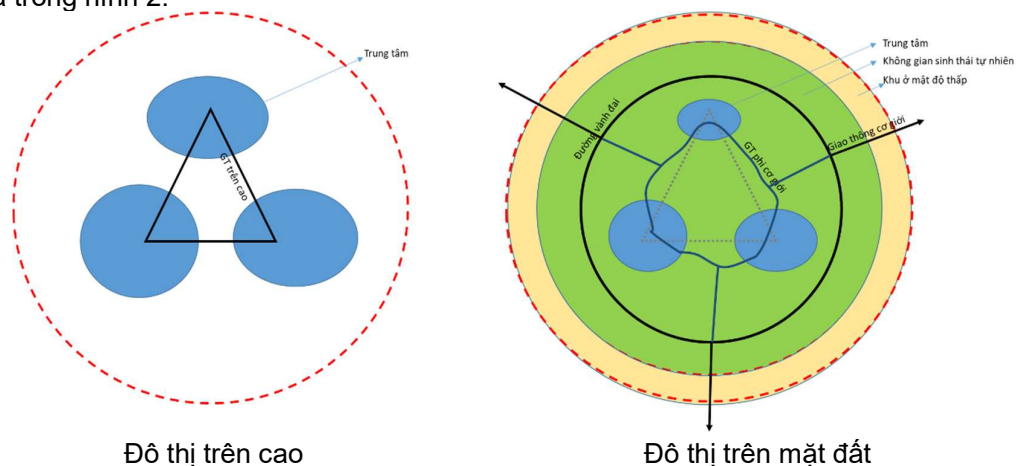 trong hình 2.
Trung tâm
GT trên cao
Trung tâm
Không gian sinh thái tự nhiên
Khu ở mật độ thấp
Đường vành đai
GT phi cơ giới
Giao thông cơ giới
Đô thị trên cao
Đô thị trên mặt đất